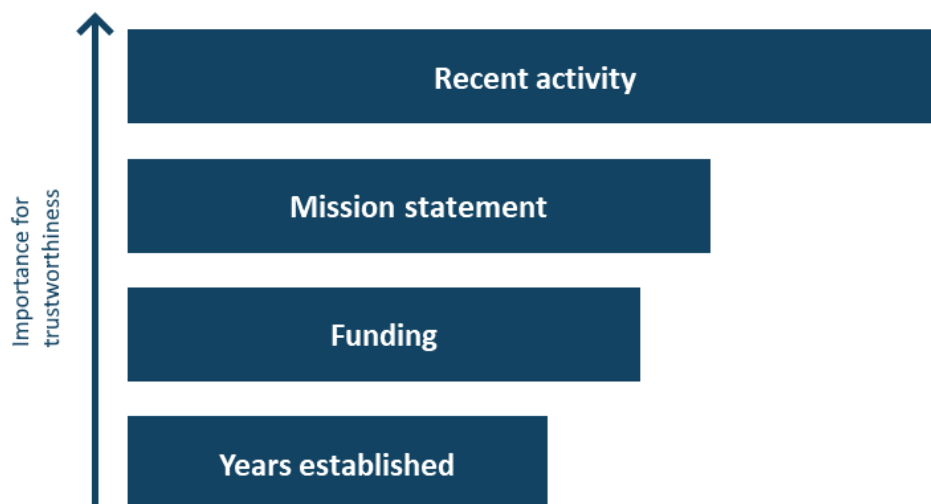 Recent activity
Mission statement
Importance for
trustworthiness
Funding
Years established